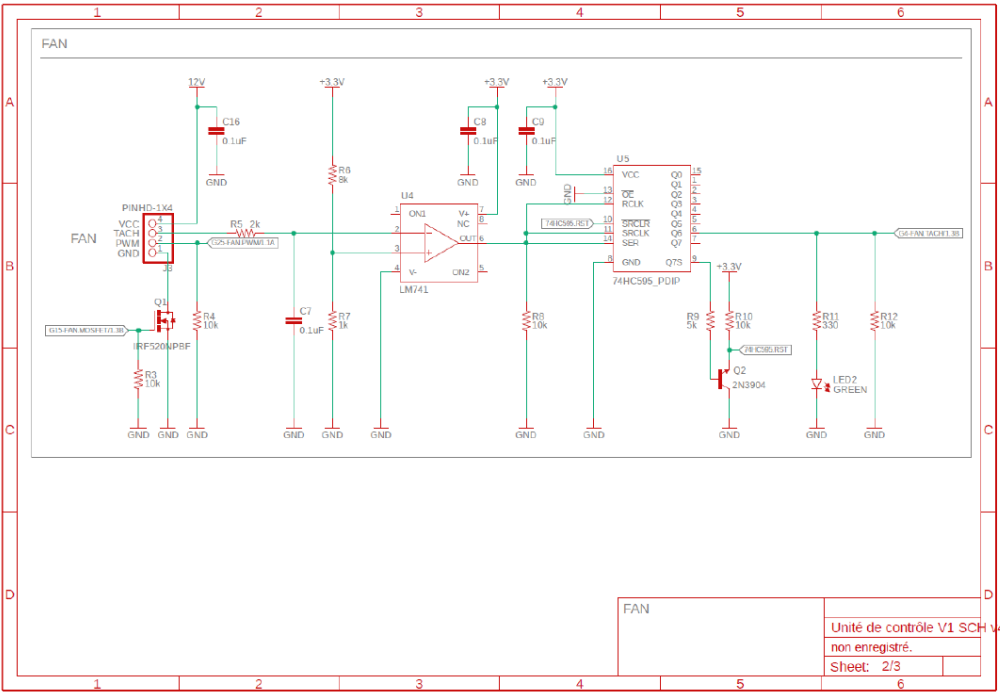 1 2 3 4 5 6
FAN
A A
12V +3.3V +3.3V +3.3V
C16 C8 C9
0.1uF 0.1uF 0.1uF
GND GND GND
R6
8k
U5
16 VCC Q0 15
Q1 1
GND 13 OE Q2 2
12 RCLK Q3 3
Q4 4
74HC595.RST 10 SRCLR Q5 5
11 SRCLK Q6 6
14 SER Q7 7
8 GND Q7S 9
74HC595_PDIP
U4
1 ON1 V+ 7
NC 8
2
OUT 6
3
4 V- ON2 5
LM741
PINHD-1X4
VCC 4
TACH 3
PWM 2
GND 1
J3
FAN
R5 2k
G25-FAN.PWM/1.1A
G4-FAN.TACH/1.3B
B B
+3.3V
Q1
IRF520NPBF
G15-FAN.MOSFET/1.3B
R4
10k
R3
10k
C7
0.1uF
R7
1k
R8
10k
R9
5k
R10
10k
74HC595.RST
Q2
2N3904
R11
330
R12
10k
LED2
GREEN
C C
GND GND GND GND GND GND GND GND GND GND GND
D D
FAN
Unité de contrôle V1 SCH v4
non enregistré.
Sheet: 2/3
1 2 3 4 5 6